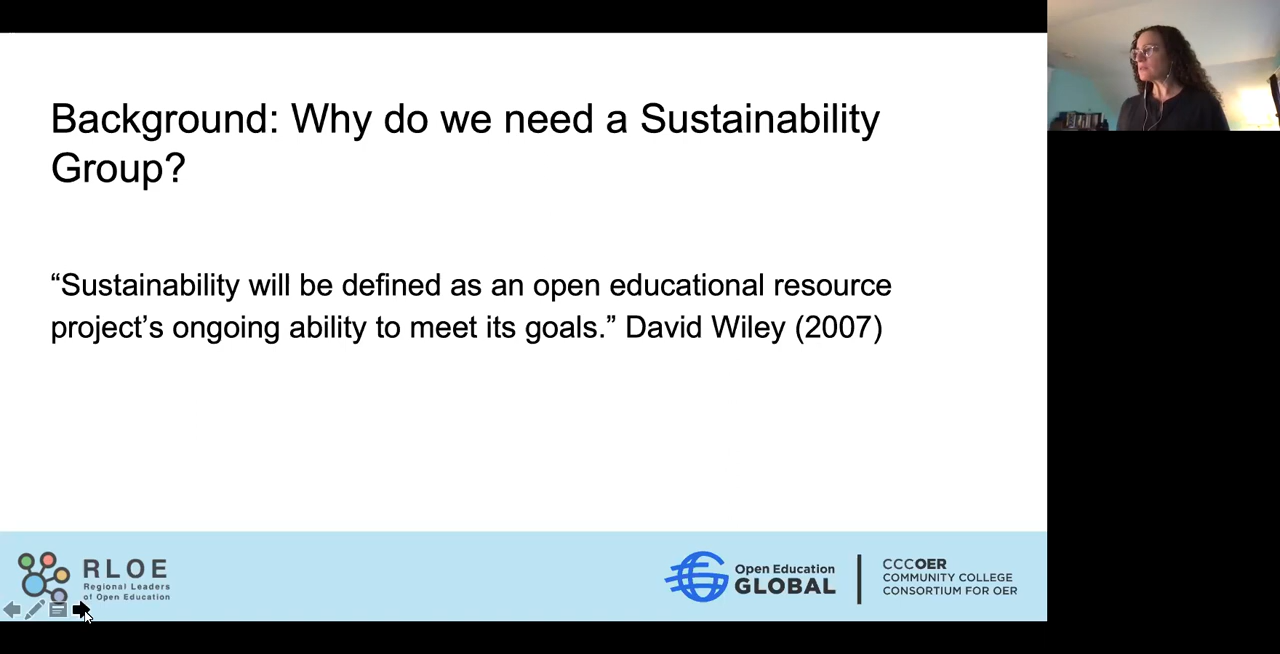 Background: Why do we need a Sustainability
Group?
“Sustainability will be defined as an open educational resource
project’s ongoing ability to meet its goals.” David Wiley (2007)
RLOE
Regional Leaders
of Open Education
Open Education
GLOBAL
CCCOER
COMMUNITY COLLEGE
CONSORTIUM FOR OER